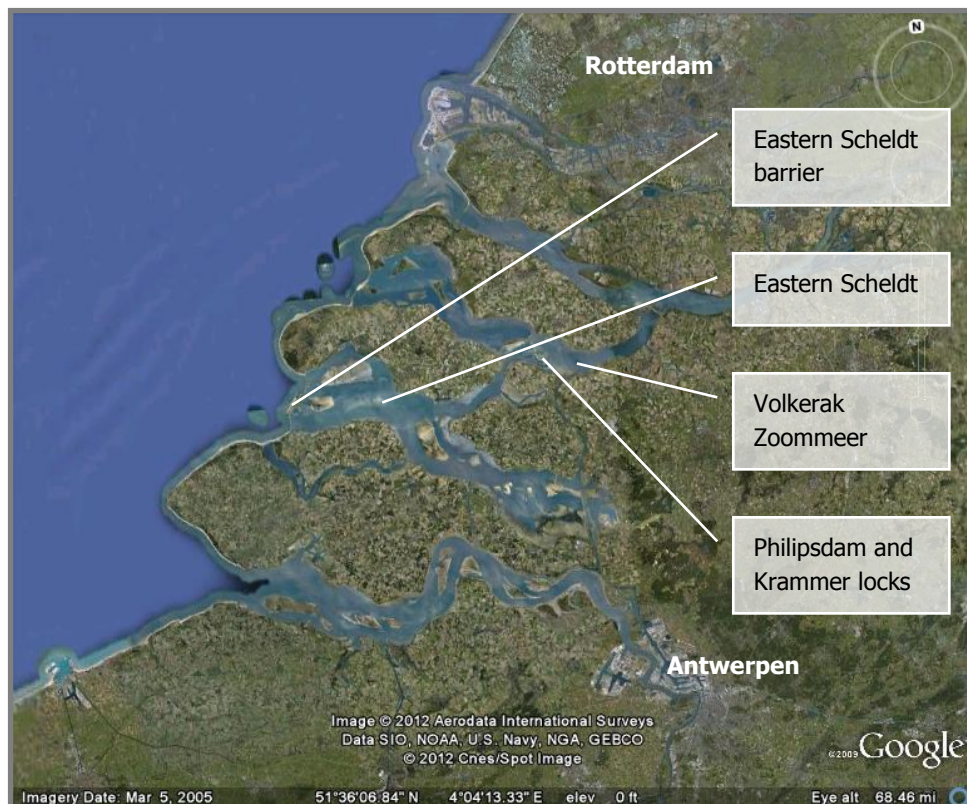 N
Rotterdam
Eastern Scheldt
barrier
Eastern Scheldt
Volkerak
Zoommeer
Philipsdam and
Krammer locks
Antwerpen
Image © 2012 Aerodata International Surveys
Data SIO, NOAA, U.S. Navy, NGA, GEBCO
© 2012 Cnes/Spot Image
©2009 Google
Imagery Date: Mar 5, 2005 51°36'06.84" N 4°04'13.33" E elev 0 ft Eye alt 68.46 mi